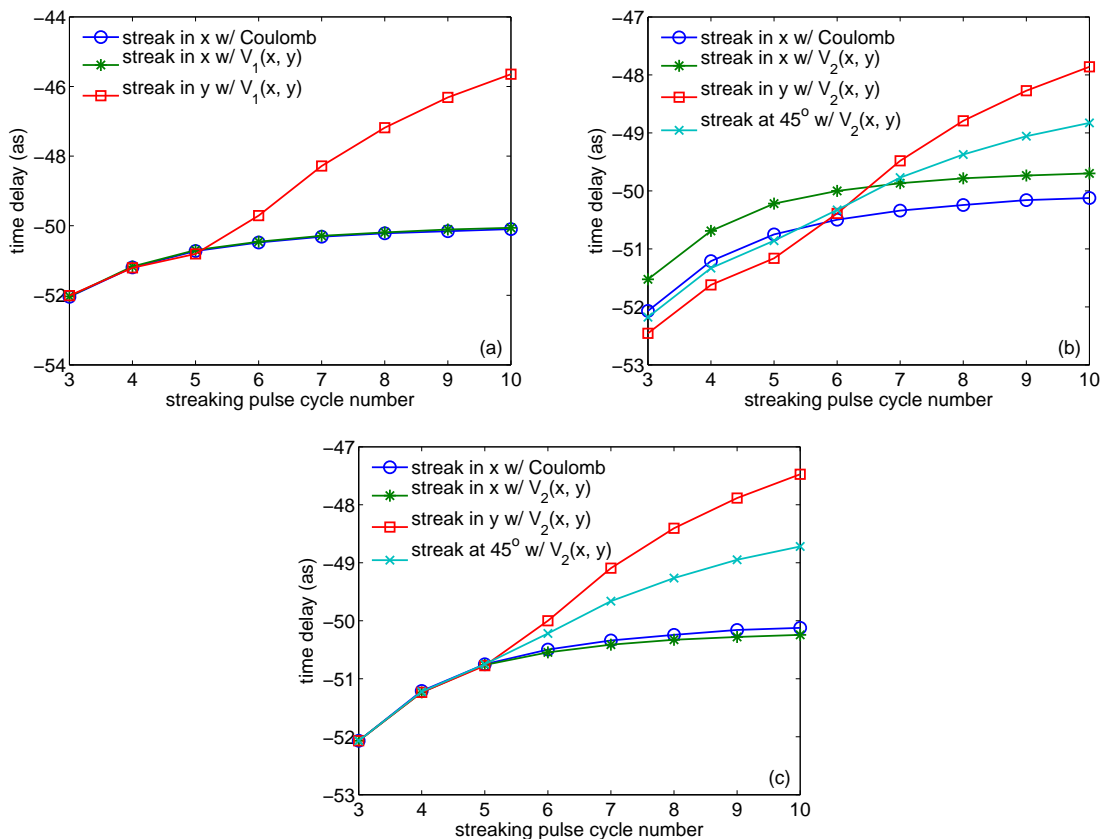 −44
−46
−48
−50
−52
−54
time delay (as)
streak in x w/ Coulomb
streak in x w/ V1(x, y)
streak in y w/ V1(x, y)
(a)
3 4 5 6 7 8 9 10
streaking pulse cycle number
−47
−48
−49
−50
−51
−52
−53
time delay (as)
streak in x w/ Coulomb
streak in x w/ V2(x, y)
streak in y w/ V2(x, y)
streak at 45o w/ V2(x, y)
(b)
3 4 5 6 7 8 9 10
streaking pulse cycle number
−47
−48
−49
−50
−51
−52
−53
time delay (as)
streak in x w/ Coulomb
streak in x w/ V2(x, y)
streak in y w/ V2(x, y)
streak at 45o w/ V2(x, y)
(c)
3 4 5 6 7 8 9 10
streaking pulse cycle number